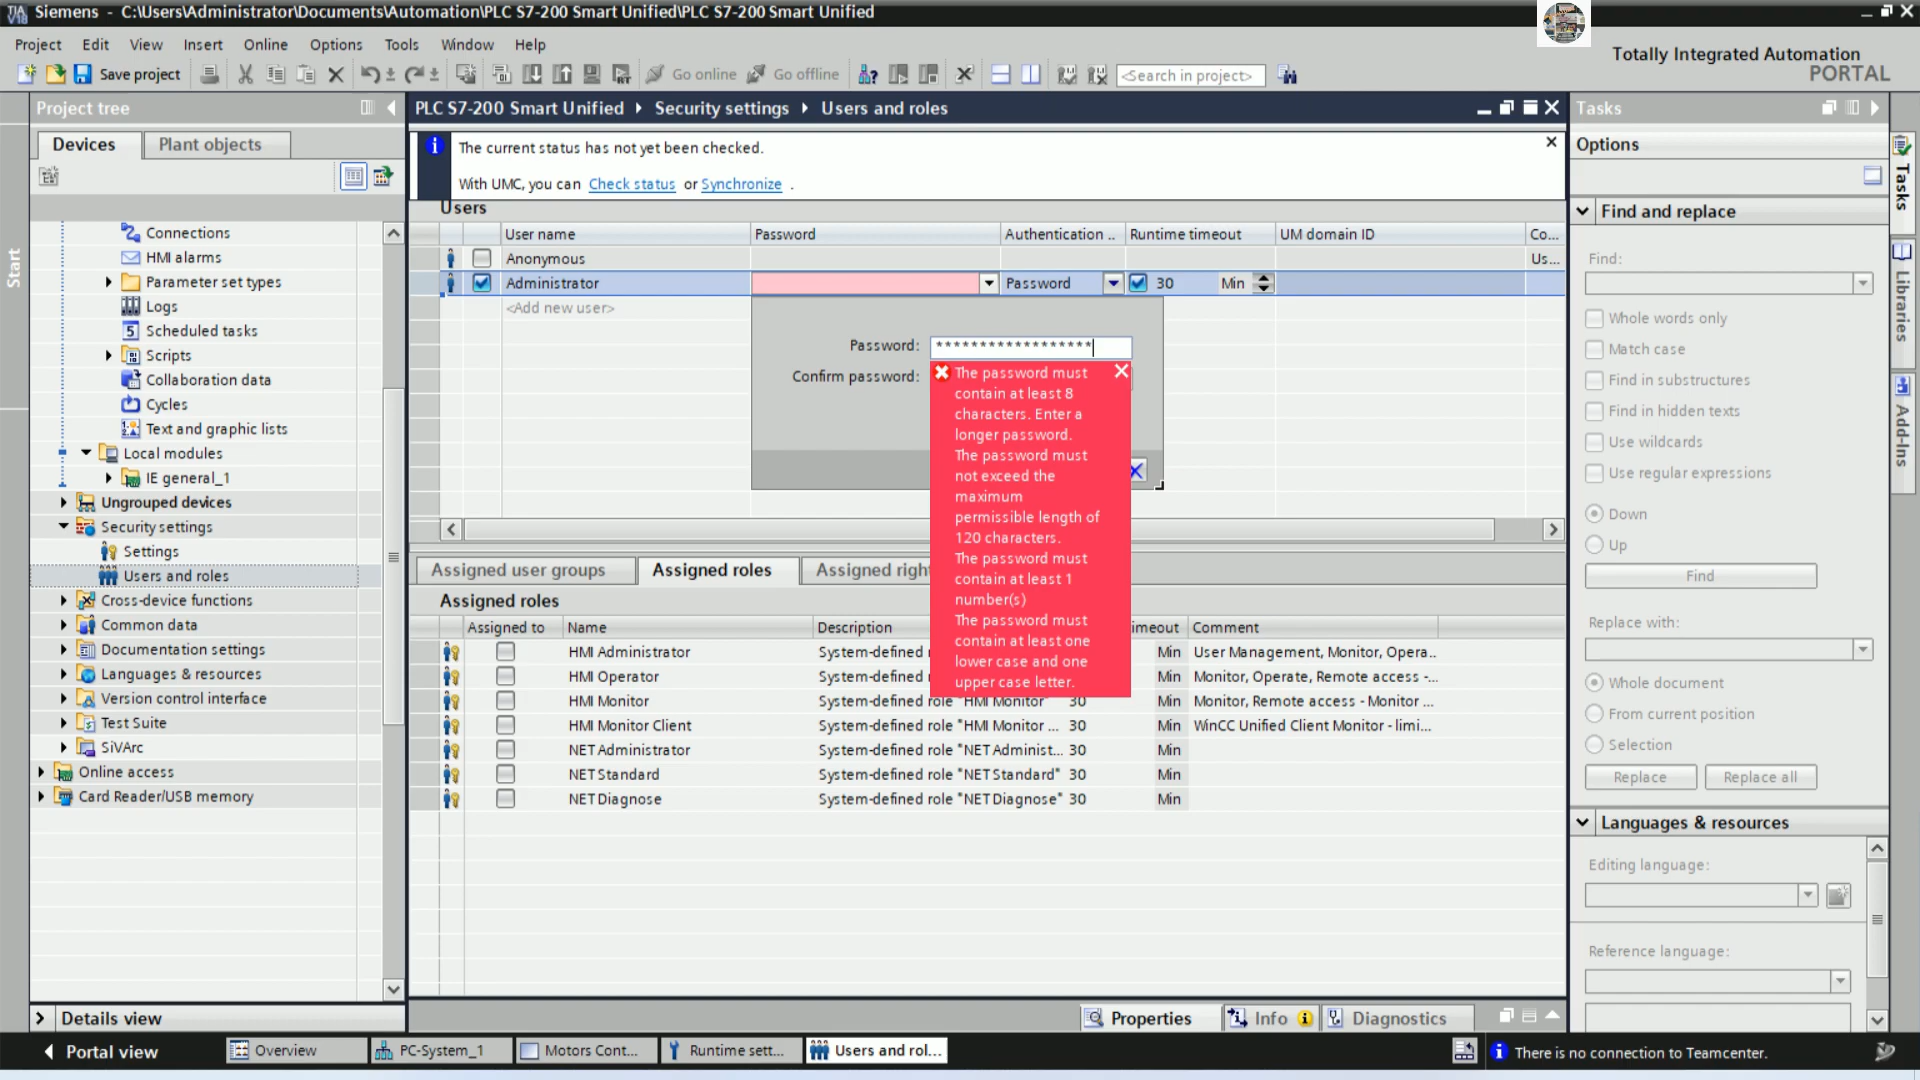 Siemens - C:\Users\Administrator\Documents\Automation\PLC S7-200 Smart Unified\PLC S7-200 Smart Unified
Project Edit View Insert Online Options Tools Window Help
Totally Integrated Automation
PORTAL
Save project
Go online
Go offline
<Search in project>
Project tree
PLC S7-200 Smart Unified
Security settings
Users and roles
Tasks
Devices
Plant objects
Options
The current status has not yet been checked.
With UMC, you can Check status or Synchronize .
Start
Tasks
Libraries
Add-Ins
Connections
HMI alarms
Parameter set types
Logs
Scheduled tasks
Scripts
Collaboration data
Cycles
Text and graphic lists
Local modules
IE general_1
Ungrouped devices
Security settings
Settings
Users and roles
Cross-device functions
Common data
Documentation settings
Languages & resources
Version control interface
Test Suite
SiVArc
Online access
Card Reader/USB memory
Details view
Users
User name Password Authentication .. Runtime timeout UM domain ID Co...
Anonymous Us...
Administrator Password 30 Min
<Add new user>
Password: ******************
Confirm password:
The password must
contain at least 8
characters. Enter a
longer password.
The password must
not exceed the
maximum
permissible length of
120 characters.
The password must
contain at least 1
number(s)
The password must
contain at least one
lower case and one
upper case letter.
Assigned user groups
Assigned roles
Assigned righ
Assigned roles
Assigned to Name Description imeout Comment
HMI Administrator System-defined r Min User Management, Monitor, Opera..
HMI Operator System-defined r Min Monitor, Operate, Remote access -...
HMI Monitor System-defined role "HMI Monitor" 30 Min Monitor, Remote access - Monitor ...
HMI Monitor Client System-defined role "HMI Monitor ... 30 Min WinCC Unified Client Monitor - limi...
NET Administrator System-defined role "NET Administ... 30 Min
NET Standard System-defined role "NET Standard" 30 Min
NET Diagnose System-defined role "NET Diagnose" 30 Min
Find and replace
Find:
Whole words only
Match case
Find in substructures
Find in hidden texts
Use wildcards
Use regular expressions
Down
Up
Find
Replace with:
Whole document
From current position
Selection
Replace
Replace all
Languages & resources
Editing language:
Reference language:
Properties
Info
Diagnostics
Portal view
Overview
PC-System_1
Motors Cont...
Runtime sett...
Users and rol...
There is no connection to Teamcenter.